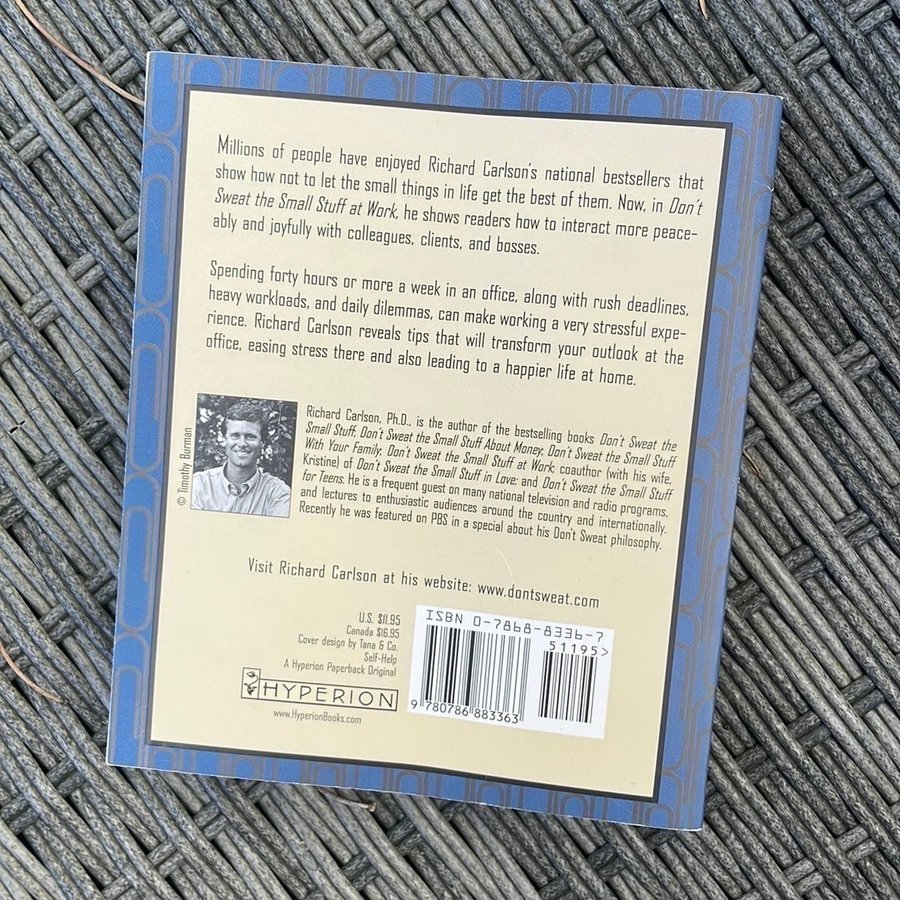 Millions of people have enjoyed Richard Carlson's national bestsellers that
show how not to let the small things in life get the best of them. Now, in Don't
Sweat the Small Stuff at Work, he shows readers how to interact more peace-
ably and joyfully with colleagues, clients, and bosses.
Spending forty hours or more a week in an office, along with rush deadlines,
heavy workloads, and daily dilemmas, can make working a very stressful expe-
rience. Richard Carlson reveals tips that will transform your outlook at the
office, easing stress there and also leading to a happier life at home.
© Timothy Burman
Richard Carlson, Ph.D., is the author of the bestselling books Don't Sweat the
Small Stuff; Don't Sweat the Small Stuff About Money; Don't Sweat the Small Stuff
With Your Family; Don't Sweat the Small Stuff at Work; coauthor (with his wife,
Kristine) of Don't Sweat the Small Stuff in Love; and Don't Sweat the Small Stuff
for Teens. He is a frequent guest on many national television and radio programs,
and lectures to enthusiastic audiences around the country and internationally.
Recently he was featured on PBS in a special about his Don't Sweat philosophy.
Visit Richard Carlson at his website: www.dontsweat.com
U.S. $11.95
Canada $16.95
Cover design by Tana & Co.
Self-Help
A Hyperion Paperback Original
HYPERION
www.HyperionBooks.com
ISBN 0-7868-8336-7
51195>
9 780786 883363